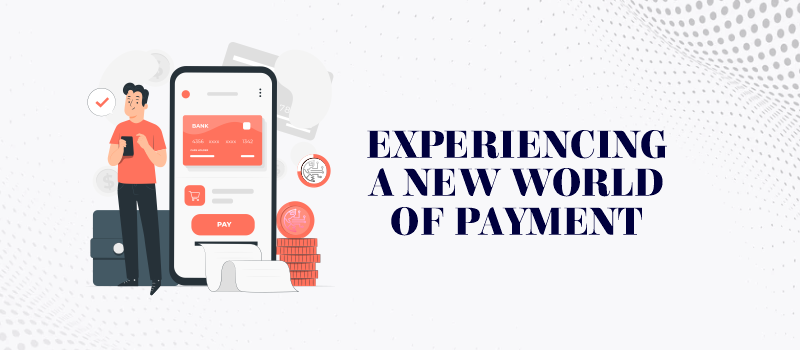 BANK
PAY
EXPERIENCING
A NEW WORLD
OF PAYMENT